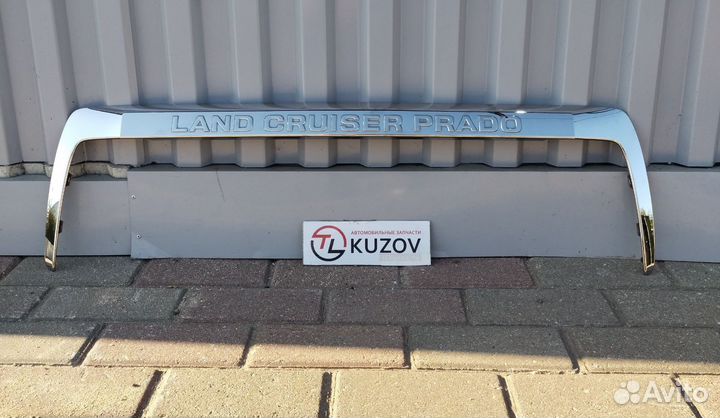 LAND CRUISER PRADO
АВТОМОБИЛЬНЫЕ ЗАПЧАСТИ
TL KUZOV
Avito